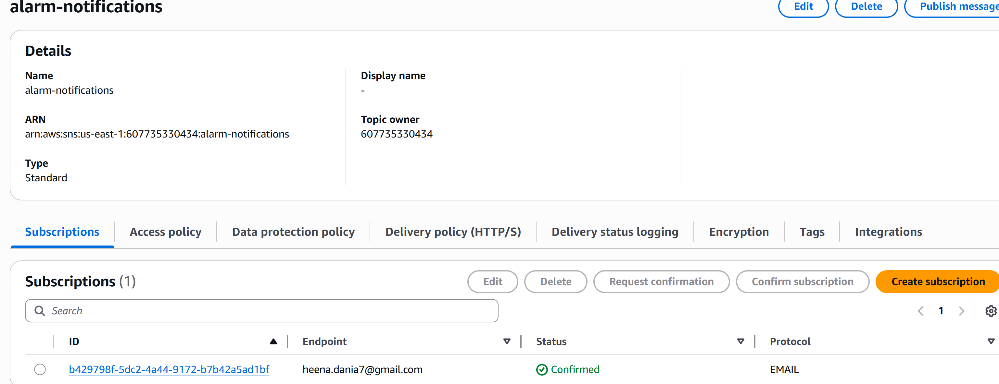 alarm-notifications
Edit
Delete
Publish message
Details
Name
alarm-notifications
Display name
-
ARN
arn:aws:sns:us-east-1:607735330434:alarm-notifications
Topic owner
607735330434
Type
Standard
Subscriptions
Access policy
Data protection policy
Delivery policy (HTTP/S)
Delivery status logging
Encryption
Tags
Integrations
Subscriptions (1)
Edit
Delete
Request confirmation
Confirm subscription
Create subscription
Search
1
ID
Endpoint
Status
Protocol
b429798f-5dc2-4a44-9172-b7b42a5ad1bf
heena.dania7@gmail.com
Confirmed
EMAIL